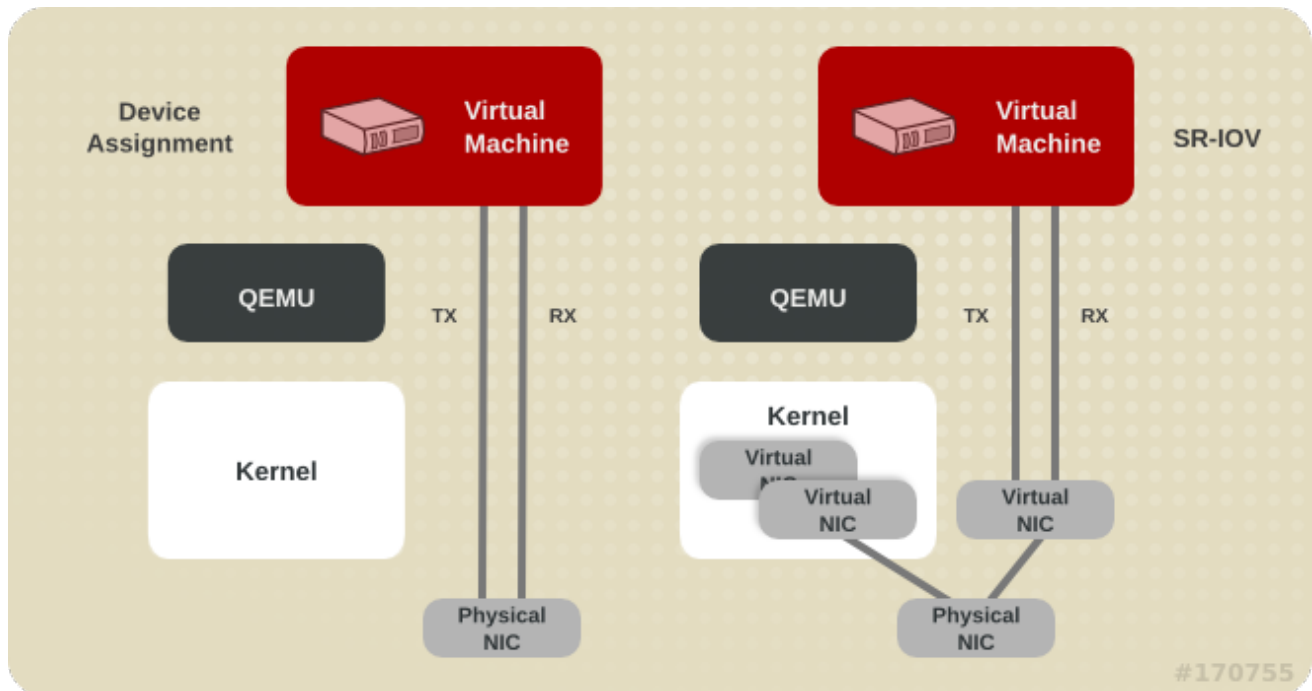 Device
Assignment
Virtual
Machine
QEMU
TX
RX
Kernel
Physical
NIC
Virtual
Machine
SR-IOV
QEMU
TX
RX
Kernel
Virtual
NIC
Virtual
NIC
Virtual
NIC
Physical
NIC
#170755